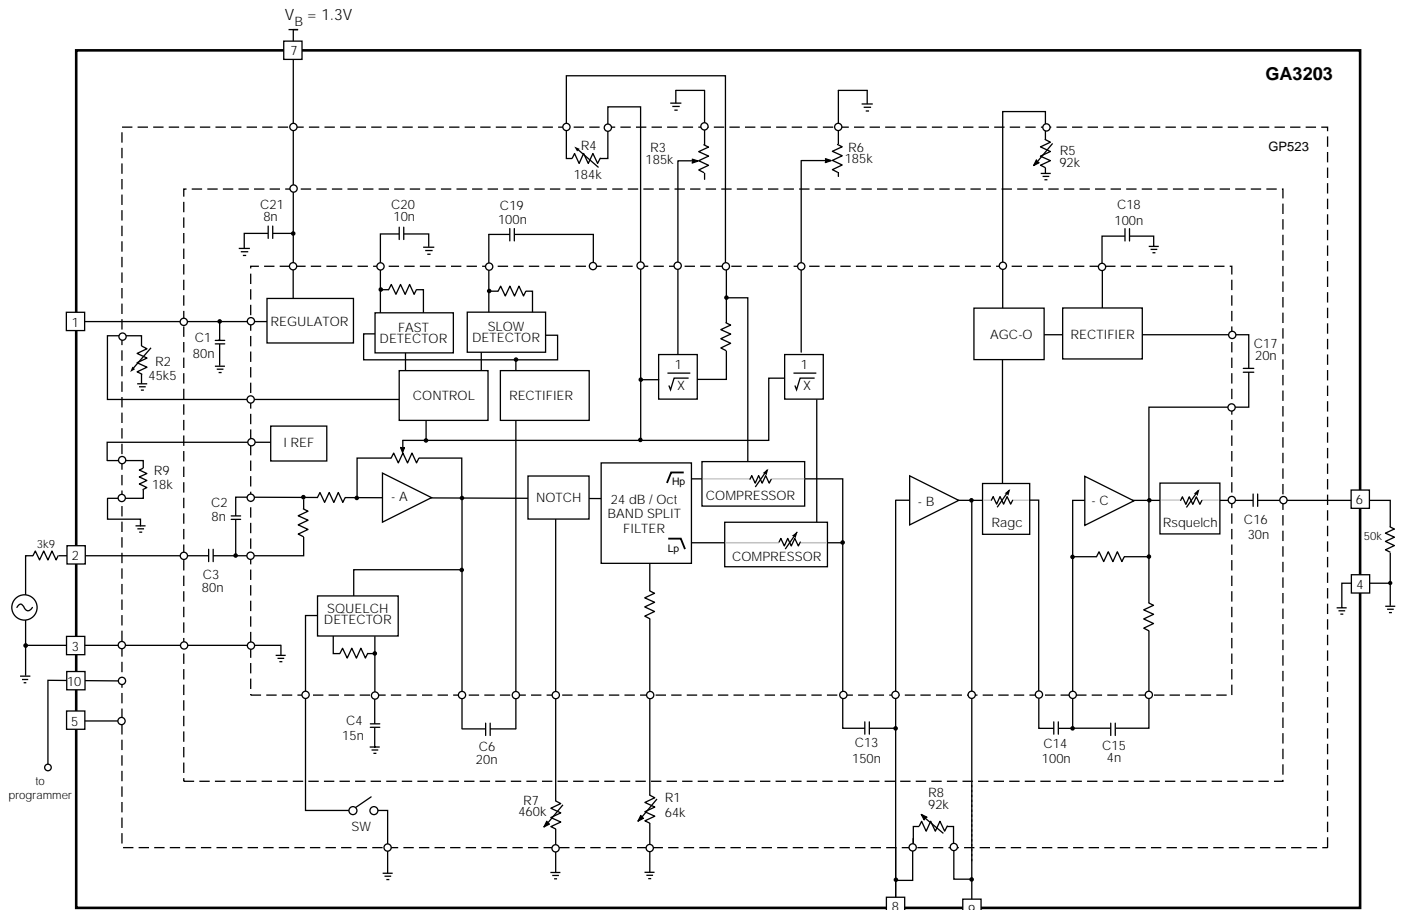 V_B = 1.3V
7
GA3203
GP523
R4
184k
R3
185k
R6
185k
R5
92k
C21
8n
C20
10n
C19
100n
C18
100n
1
REGULATOR
FAST
DETECTOR
SLOW
DETECTOR
AGC-O
RECTIFIER
C17
20n
C1
80n
R2
45k5
1
√X
1
√X
CONTROL
RECTIFIER
I REF
R9
18k
- A
NOTCH
24 dB / Oct
BAND SPLIT
FILTER
Hp
Lp
COMPRESSOR
COMPRESSOR
- B
Ragc
- C
Rsquelch
C16
30n
6
50k
4
C2
8n
3k9
2
C3
80n
SQUELCH
DETECTOR
3
10
5
to
programmer
C4
15n
C6
20n
C13
150n
C14
100n
C15
4n
SW
R7
460k
R1
64k
R8
92k
8
9